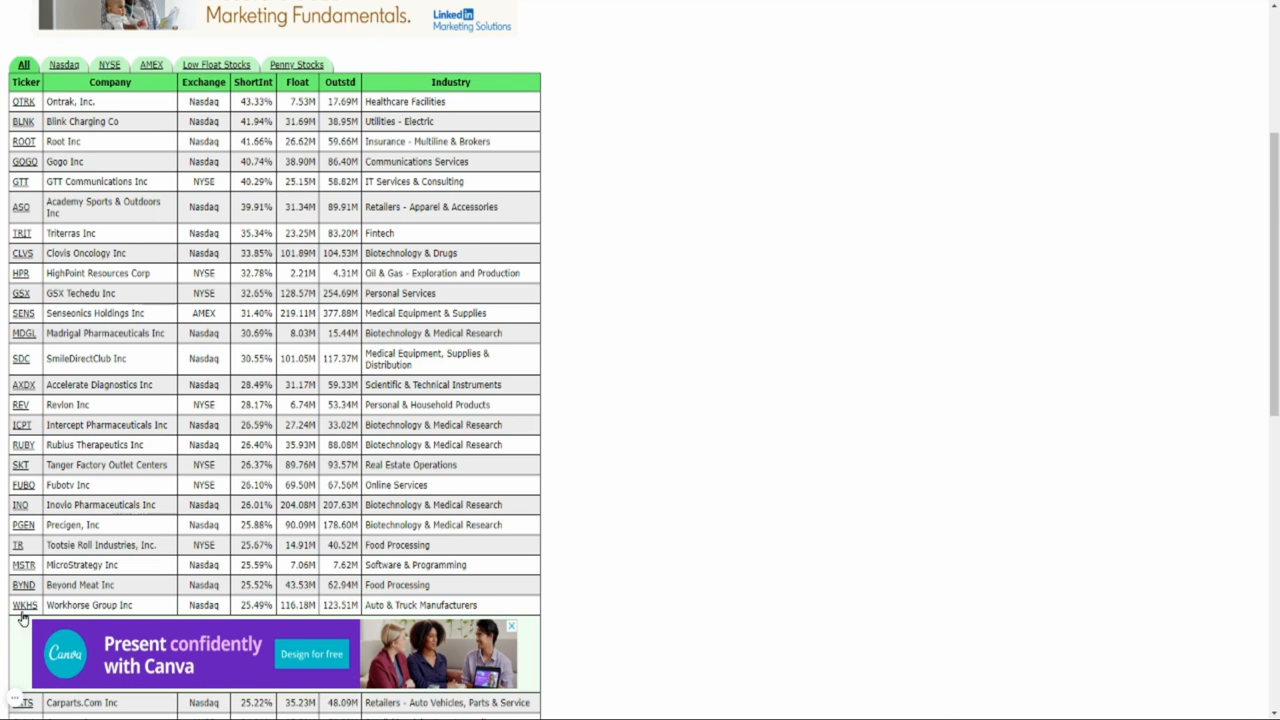 Marketing Fundamentals.
Linked in
Marketing Solutions
All Nasdaq NYSE AMEX Low Float Stocks Penny Stocks
Ticker Company Exchange ShortInt Float Outstd Industry
OTRK Ontrak, Inc. Nasdaq 43.33% 7.53M 17.69M Healthcare Facilities
BLNK Blink Charging Co Nasdaq 41.94% 31.69M 38.95M Utilities - Electric
ROOT Root Inc Nasdaq 41.66% 26.62M 59.66M Insurance - Multiline & Brokers
GOGO Gogo Inc Nasdaq 40.74% 38.90M 86.40M Communications Services
GTT GTT Communications Inc NYSE 40.29% 25.15M 58.82M IT Services & Consulting
ASO Academy Sports & Outdoors Inc Nasdaq 39.91% 31.34M 89.91M Retailers - Apparel & Accessories
TRIT Triterras Inc Nasdaq 35.34% 23.25M 83.20M Fintech
CLVS Clovis Oncology Inc Nasdaq 33.85% 101.89M 104.53M Biotechnology & Drugs
HPR HighPoint Resources Corp NYSE 32.78% 2.21M 4.31M Oil & Gas - Exploration and Production
GSX GSX Techedu Inc NYSE 32.65% 128.57M 254.69M Personal Services
SENS Senseonics Holdings Inc AMEX 31.40% 219.11M 377.88M Medical Equipment & Supplies
MDGL Madrigal Pharmaceuticals Inc Nasdaq 30.69% 8.03M 15.44M Biotechnology & Medical Research
SDC SmileDirectClub Inc Nasdaq 30.55% 101.05M 117.37M Medical Equipment, Supplies & Distribution
AXDX Accelerate Diagnostics Inc Nasdaq 28.49% 31.17M 59.33M Scientific & Technical Instruments
REV Revlon Inc NYSE 28.17% 6.74M 53.34M Personal & Household Products
ICPT Intercept Pharmaceuticals Inc Nasdaq 26.59% 27.24M 33.02M Biotechnology & Medical Research
RUBY Rubius Therapeutics Inc Nasdaq 26.40% 35.93M 88.08M Biotechnology & Medical Research
SKT Tanger Factory Outlet Centers NYSE 26.37% 89.76M 93.57M Real Estate Operations
FUBO Fubotv Inc NYSE 26.10% 69.50M 67.56M Online Services
INO Inovio Pharmaceuticals Inc Nasdaq 26.01% 204.08M 207.63M Biotechnology & Medical Research
PGEN Precigen, Inc Nasdaq 25.88% 90.09M 178.60M Biotechnology & Medical Research
TR Tootsie Roll Industries, Inc. NYSE 25.67% 14.91M 40.52M Food Processing
MSTR MicroStrategy Inc Nasdaq 25.59% 7.06M 7.62M Software & Programming
BYND Beyond Meat Inc Nasdaq 25.52% 43.53M 62.94M Food Processing
WKHS Workhorse Group Inc Nasdaq 25.49% 116.18M 123.51M Auto & Truck Manufacturers
Canva
Present confidently
with Canva
Design for free
Carparts.Com Inc Nasdaq 25.22% 35.23M 48.09M Retailers - Auto Vehicles, Parts & Service